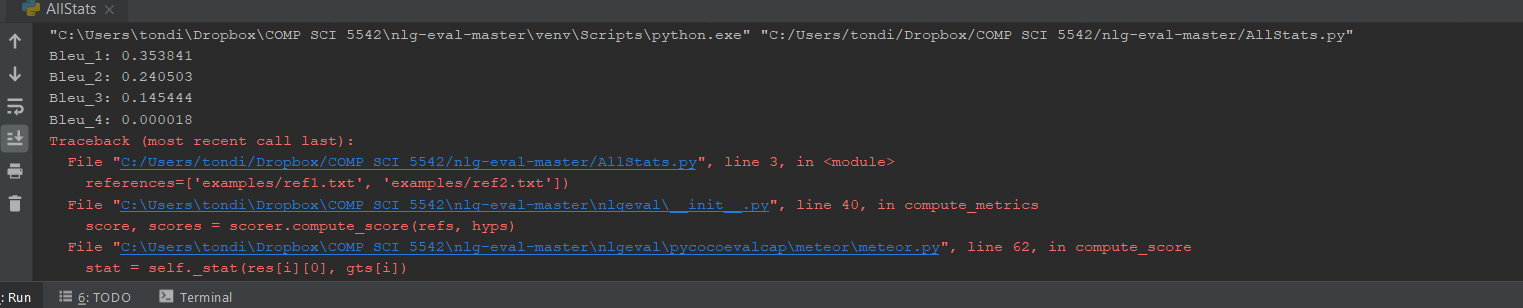 AllStats
"C:\Users\tondi\Dropbox\COMP SCI 5542\nlg-eval-master\venv\Scripts\python.exe" "C:/Users/tondi/Dropbox/COMP SCI 5542/nlg-eval-master/AllStats.py"
Bleu_1: 0.353841
Bleu_2: 0.240503
Bleu_3: 0.145444
Bleu_4: 0.000018
Traceback (most recent call last):
File "C:/Users/tondi/Dropbox/COMP SCI 5542/nlg-eval-master/AllStats.py", line 3, in <module>
references=['examples/ref1.txt', 'examples/ref2.txt'])
File "C:\Users\tondi\Dropbox\COMP SCI 5542\nlg-eval-master\nlgeval\__init__.py", line 40, in compute_metrics
score, scores = scorer.compute_score(refs, hyps)
File "C:\Users\tondi\Dropbox\COMP SCI 5542\nlg-eval-master\nlgeval\pycocoevalcap\meteor\meteor.py", line 62, in compute_score
stat = self._stat(res[i][0], gts[i])
: Run 6: TODO Terminal